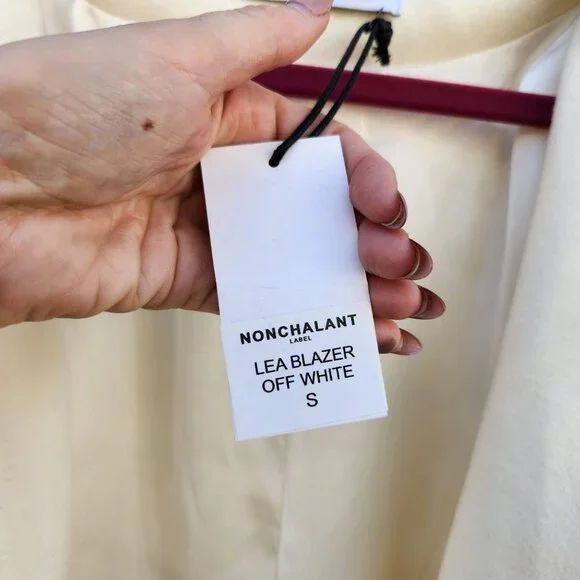 NONCHALANT
LABEL
LEA BLAZER
OFF WHITE
S